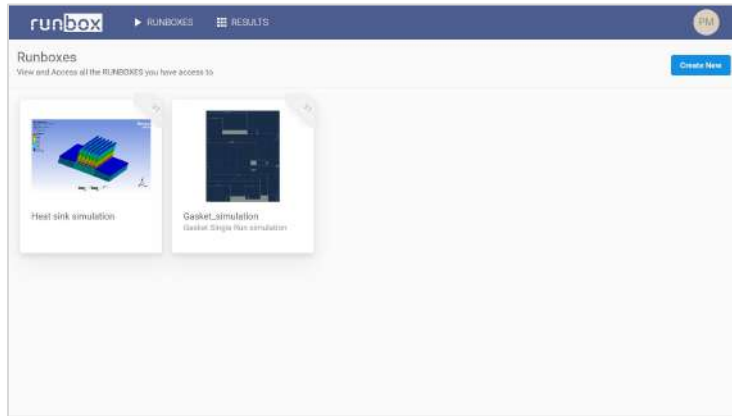 runbox
RUNBOXES
RESULTS
PM
Runboxes
View and Access all the RUNBOXES you have access to
Create New
Heat sink simulation
Gasket_simulation
Gasket Single Run simulation